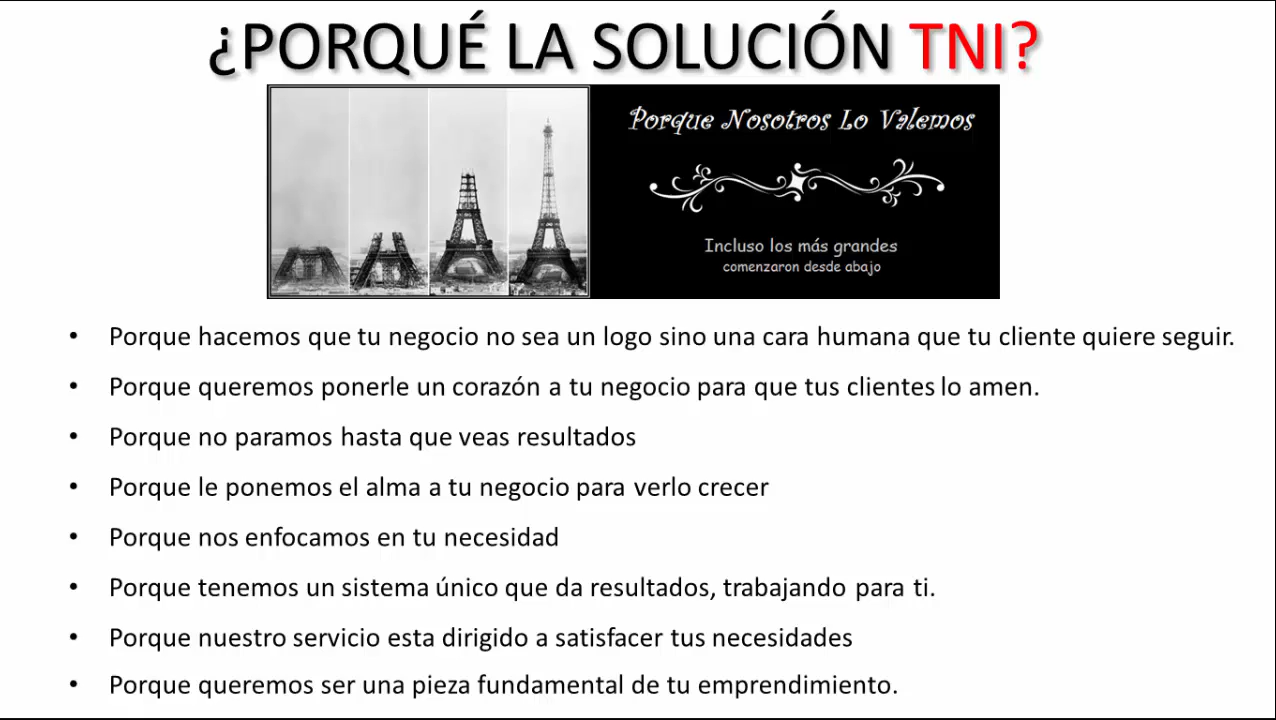 ¿PORQUÉ LA SOLUCIÓN TNI?
Porque Nosotros Lo Valemos
Incluso los más grandes
comenzaron desde abajo
• Porque hacemos que tu negocio no sea un logo sino una cara humana que tu cliente quiere seguir.
• Porque queremos ponerle un corazón a tu negocio para que tus clientes lo amen.
• Porque no paramos hasta que veas resultados
• Porque le ponemos el alma a tu negocio para verlo crecer
• Porque nos enfocamos en tu necesidad
• Porque tenemos un sistema único que da resultados, trabajando para ti.
• Porque nuestro servicio esta dirigido a satisfacer tus necesidades
• Porque queremos ser una pieza fundamental de tu emprendimiento.